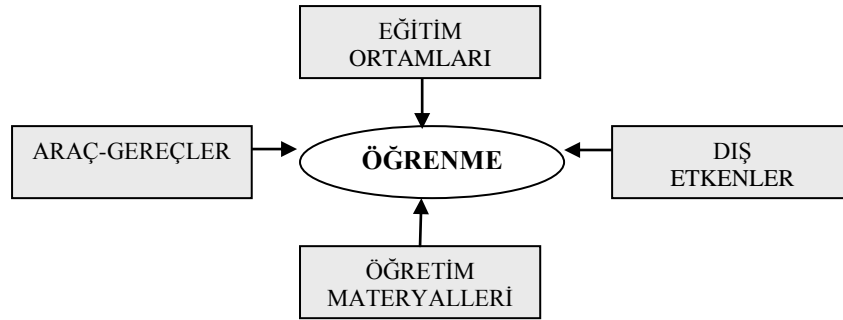 EĞİTİM
ORTAMLARI
ARAÇ-GEREÇLER
ÖĞRENME
DIŞ
ETKENLER
ÖĞRETİM
MATERYALLERİ